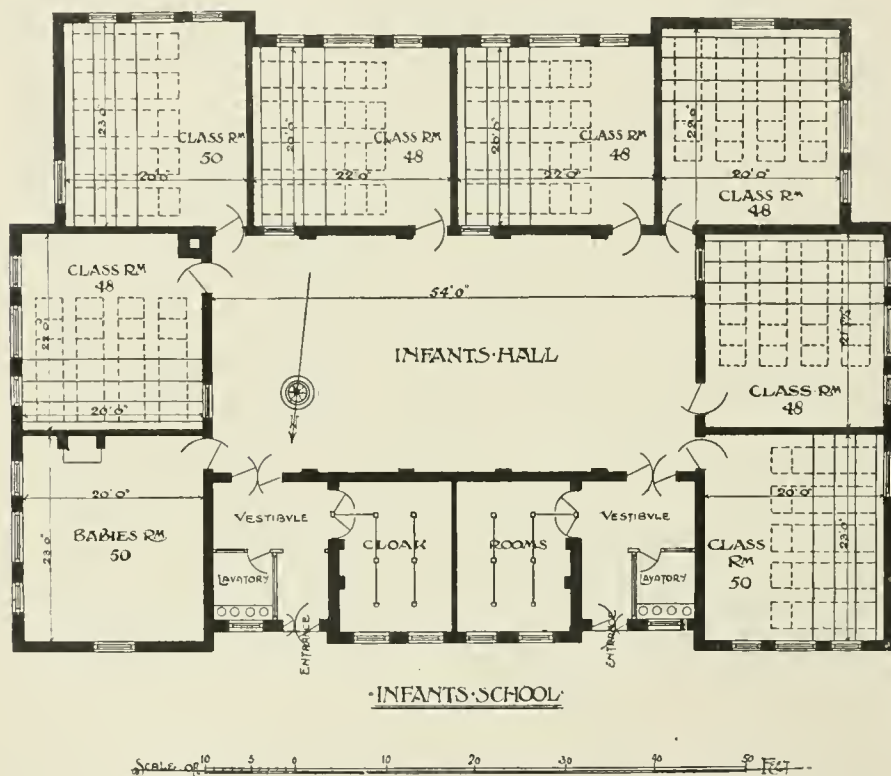 CLASS RM
50
23'0"
20'0"
CLASS RM
48
20'0"
22'0"
CLASS RM
48
20'0"
22'0"
CLASS RM
48
22'0"
20'0"
CLASS RM
48
22'0"
20'0"
54'0"
INFANTS·HALL
CLASS RM
48
BABIES RM
50
20'0"
23'0"
VESTIBVLE
LAVATORY
ENTRANCE
CLOAK ROOMS
VESTIBVLE
LAVATORY
ENTRANCE
CLASS
RM
50
20'0"
23'0"
·INFANTS·SCHOOL·
SCALE OF 10 5 0 10 20 30 40 50 FEET